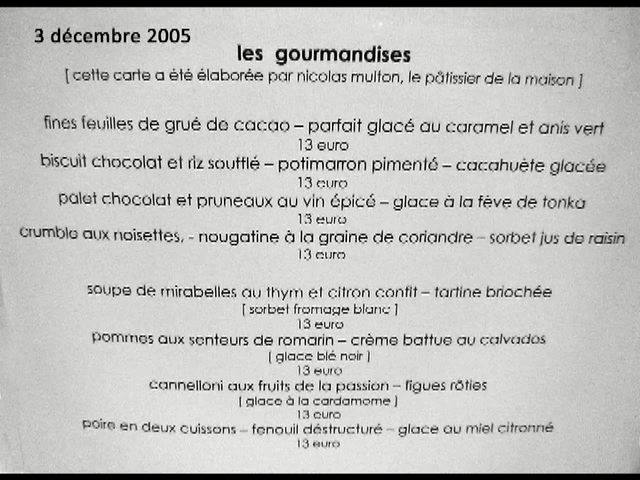 3 décembre 2005
les gourmandises
[ cette carte a été élaborée par nicolas multon, le pâtissier de la maison ]
fines feuilles de grué de cacao – parfait glacé au caramel et anis vert
13 euro
biscuit chocolat et riz soufflé – potimarron pimenté – cacahuète glacée
13 euro
palet chocolat et pruneaux au vin épicé – glace à la fève de tonka
13 euro
crumble aux noisettes, - nougatine à la graine de coriandre – sorbet jus de raisin
13 euro
soupe de mirabelles au thym et citron confit – tartine briochée
[ sorbet fromage blanc ]
13 euro
pommes aux senteurs de romarin – crème battue au calvados
[ glace blé noir ]
13 euro
cannelloni aux fruits de la passion – figues rôties
[ glace à la cardamome ]
13 euro
poire en deux cuissons – fenouil déstructuré – glace au miel citronné
13 euro